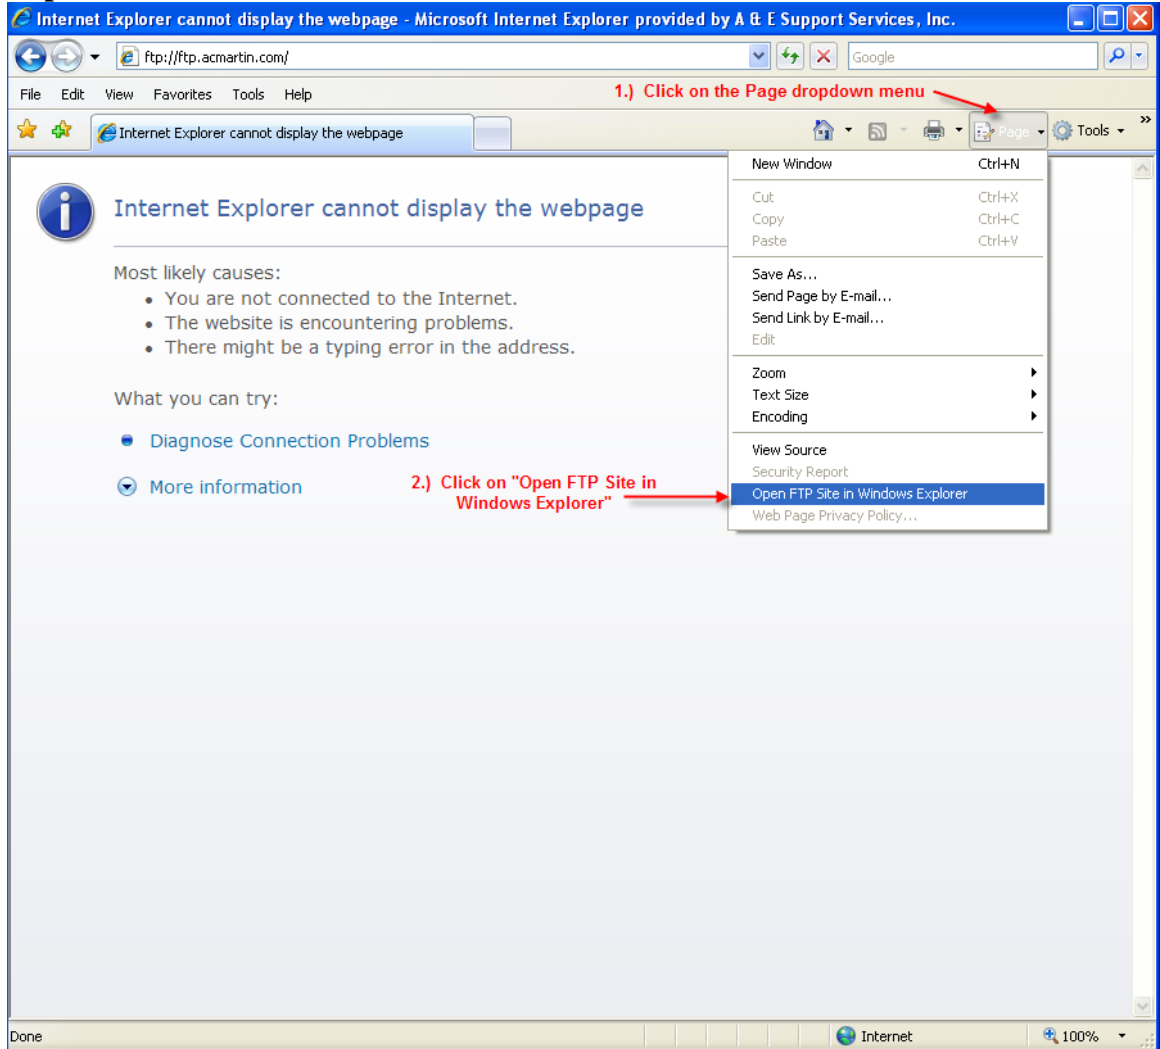 Internet Explorer cannot display the webpage - Microsoft Internet Explorer provided by A & E Support Services, Inc.
ftp://ftp.acmartin.com/
Google
File Edit View Favorites Tools Help
1.) Click on the Page dropdown menu
Internet Explorer cannot display the webpage
Page
Tools
»
New Window Ctrl+N
Cut Ctrl+X
Copy Ctrl+C
Paste Ctrl+V
Save As...
Send Page by E-mail...
Send Link by E-mail...
Edit
Zoom
Text Size
Encoding
View Source
Security Report
Open FTP Site in Windows Explorer
Web Page Privacy Policy...
Internet Explorer cannot display the webpage
Most likely causes:
• You are not connected to the Internet.
• The website is encountering problems.
• There might be a typing error in the address.
What you can try:
Diagnose Connection Problems
More information
2.) Click on "Open FTP Site in
Windows Explorer"
Done
Internet
100%